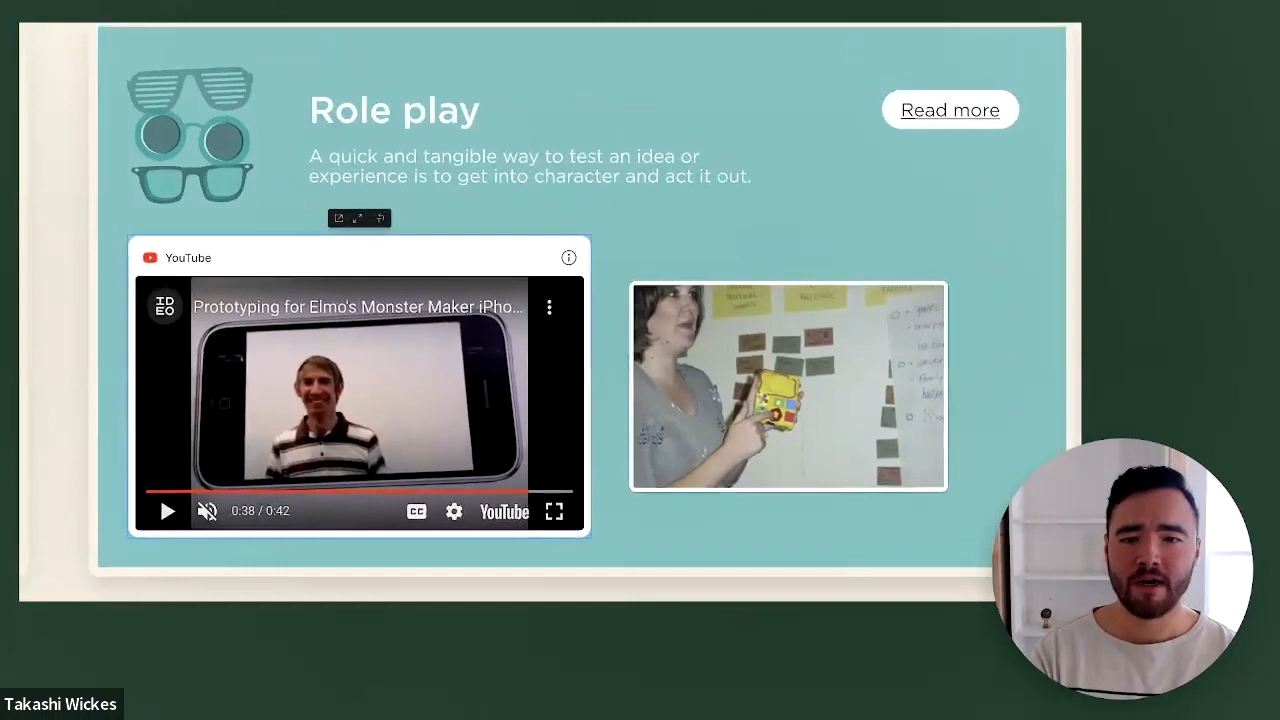 Role play
Read more
A quick and tangible way to test an idea or
experience is to get into character and act it out.
YouTube
ID
EO
Prototyping for Elmo's Monster Maker iPho...
0:38 / 0:42
CC
YouTube
Takashi Wickes